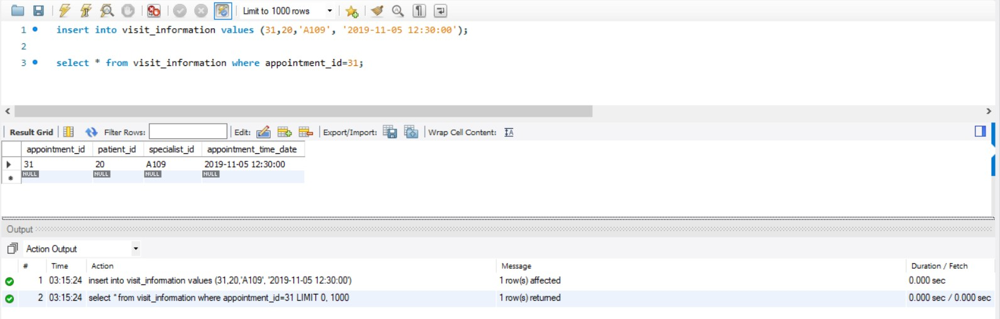 Limit to 1000 rows
1 insert into visit_information values (31,20,'A109', '2019-11-05 12:30:00');
2
3 select * from visit_information where appointment_id=31;
Result Grid Filter Rows: Edit: Export/Import: Wrap Cell Content: IA
appointment_id patient_id specialist_id appointment_time_date
31 20 A109 2019-11-05 12:30:00
NULL NULL NULL NULL
Output
Action Output
# Time Action Message Duration / Fetch
1 03:15:24 insert into visit_information values (31,20,'A109', '2019-11-05 12:30:00') 1 row(s) affected 0.000 sec
2 03:15:24 select * from visit_information where appointment_id=31 LIMIT 0, 1000 1 row(s) returned 0.000 sec / 0.000 sec